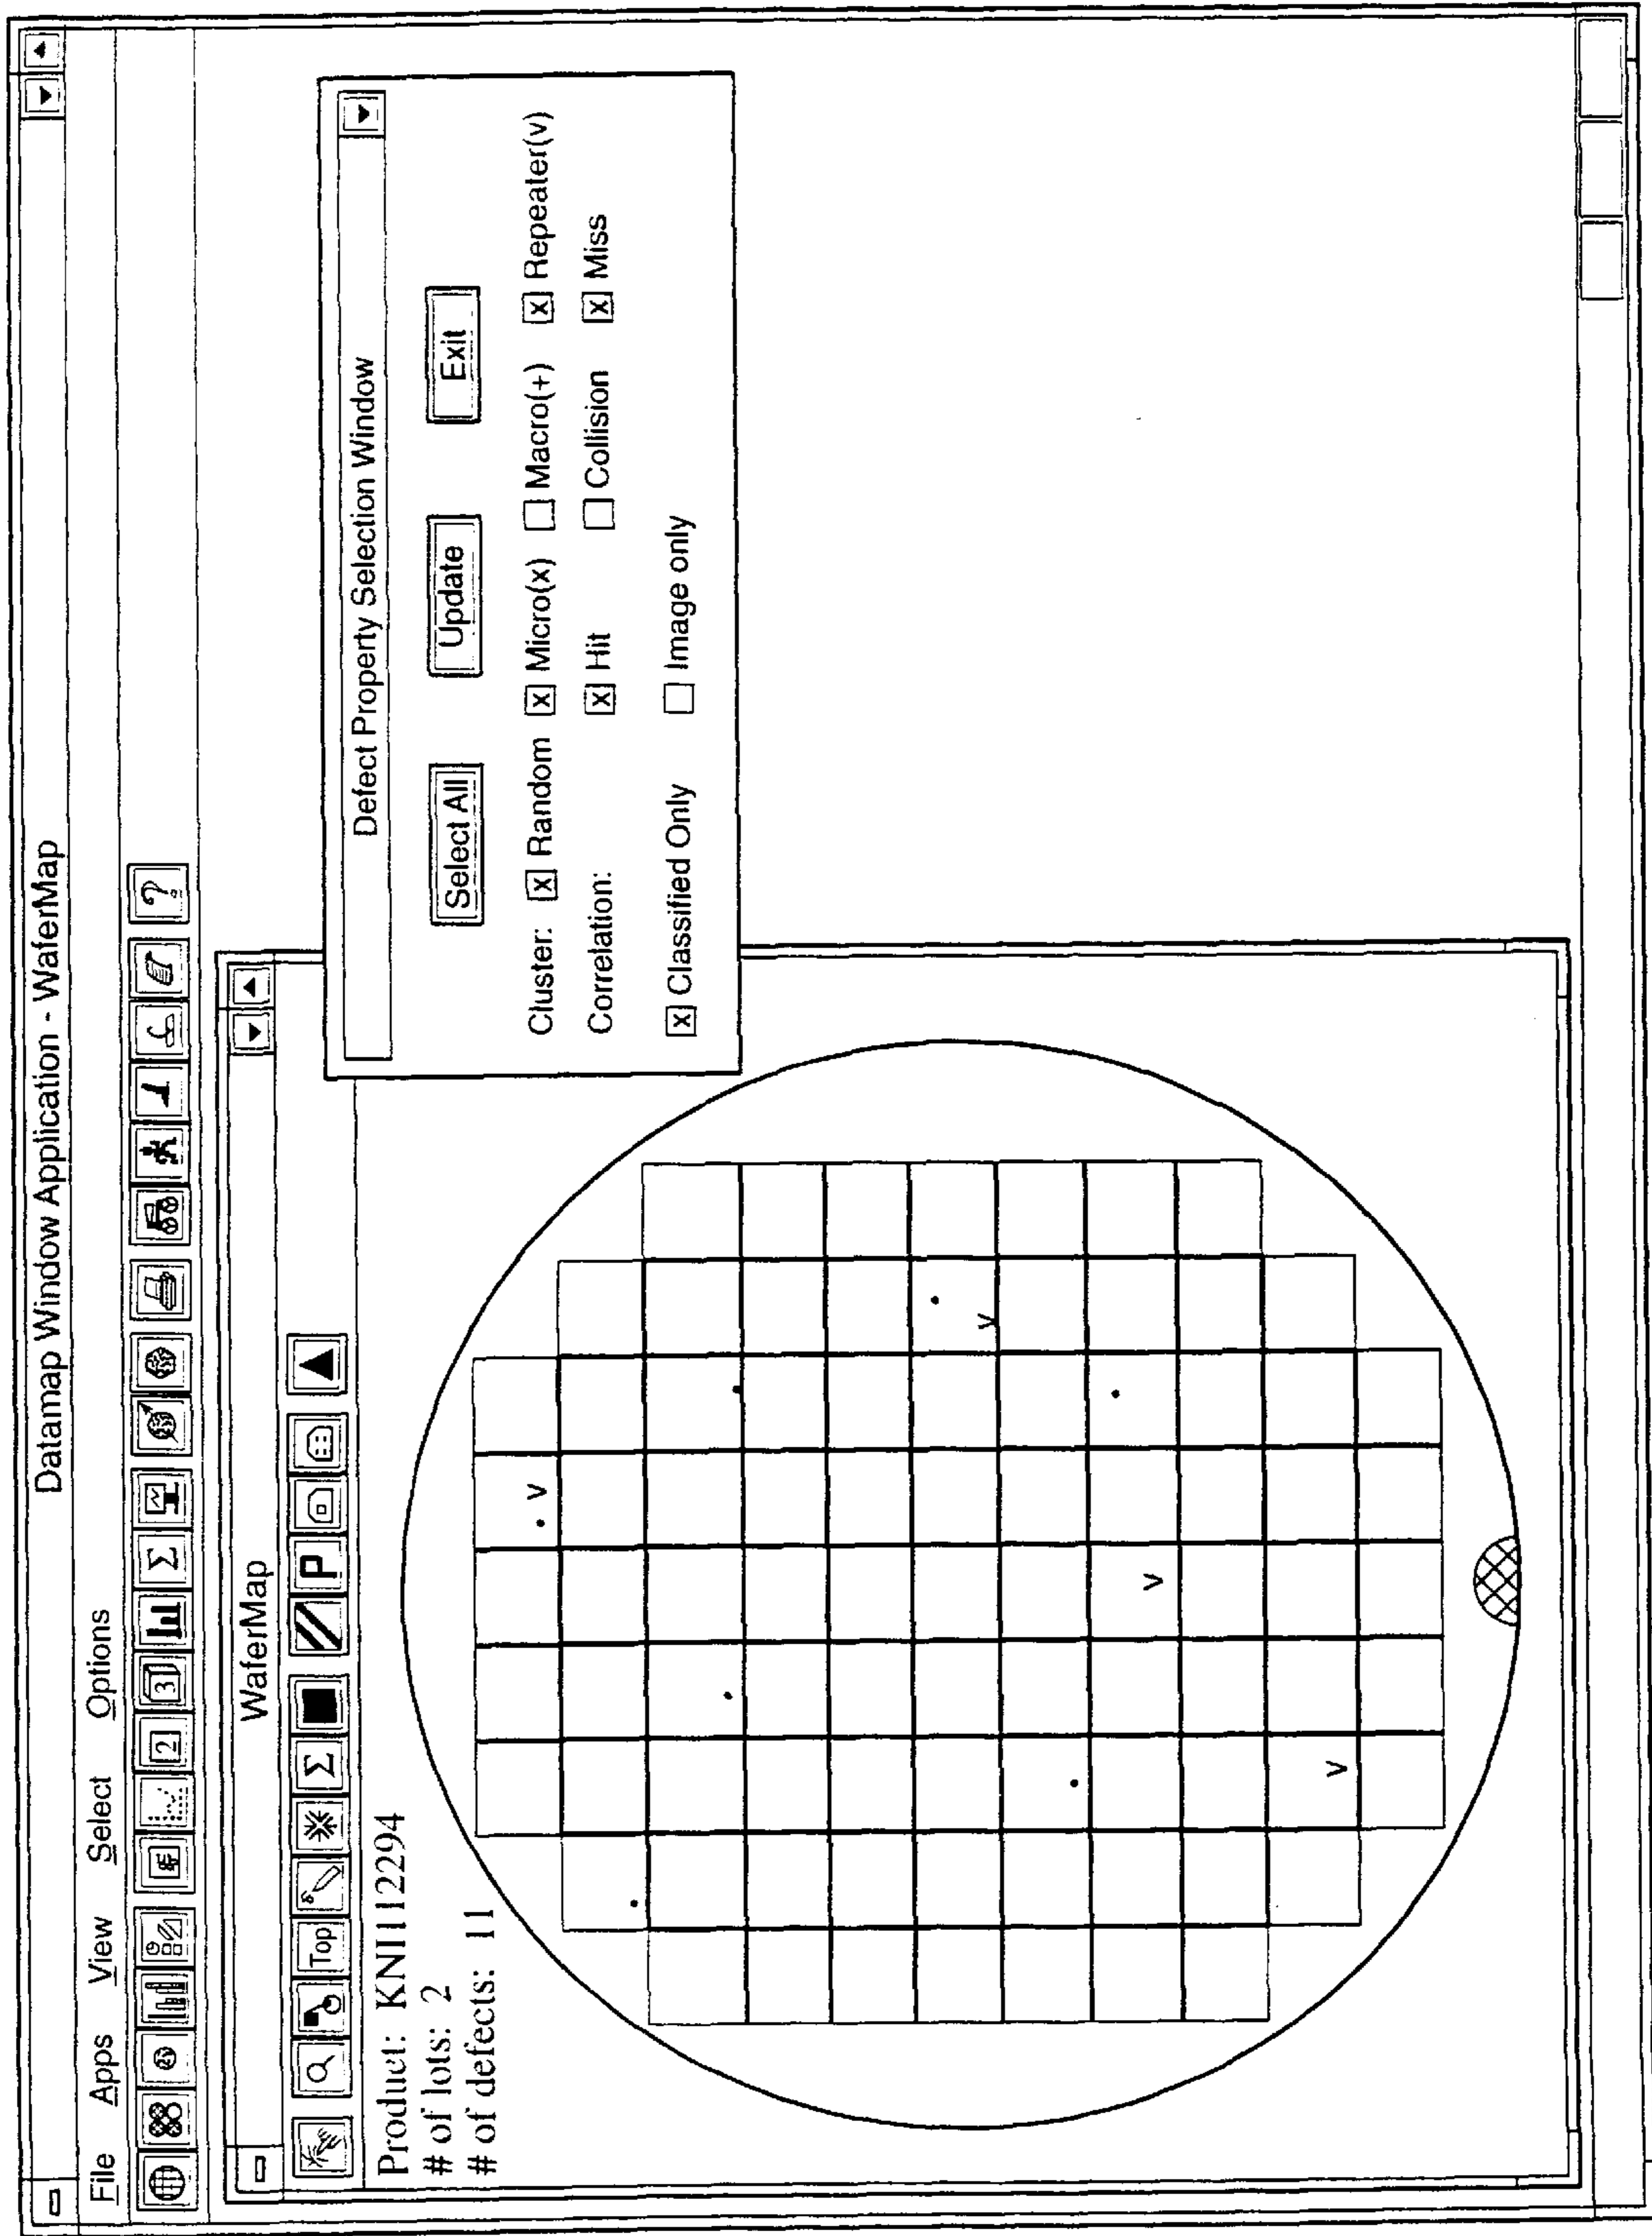 Datamap Window Application - WaferMap
File Apps View Select Options
2 3 Σ ?
WaferMap
Top Σ P
Product: KNI112294
# of lots: 2
# of defects: 11
v
v
v
v
Defect Property Selection Window
Select All Update Exit
Cluster: x Random x Micro(x) Macro(+) x Repeater(v)
Correlation: x Hit Collision x Miss
x Classified Only Image only